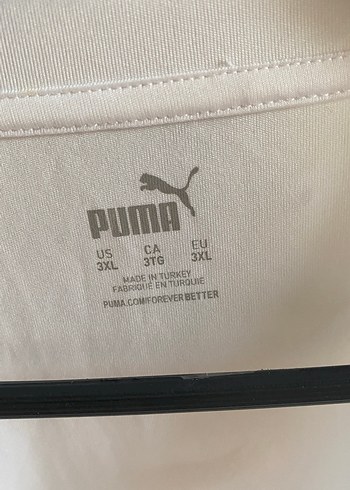 PUMA
US CA EU
3XL 3TG 3XL
MADE IN TURKEY
FABRIQUÉ EN TURQUIE
PUMA.COM/FOREVERBETTER